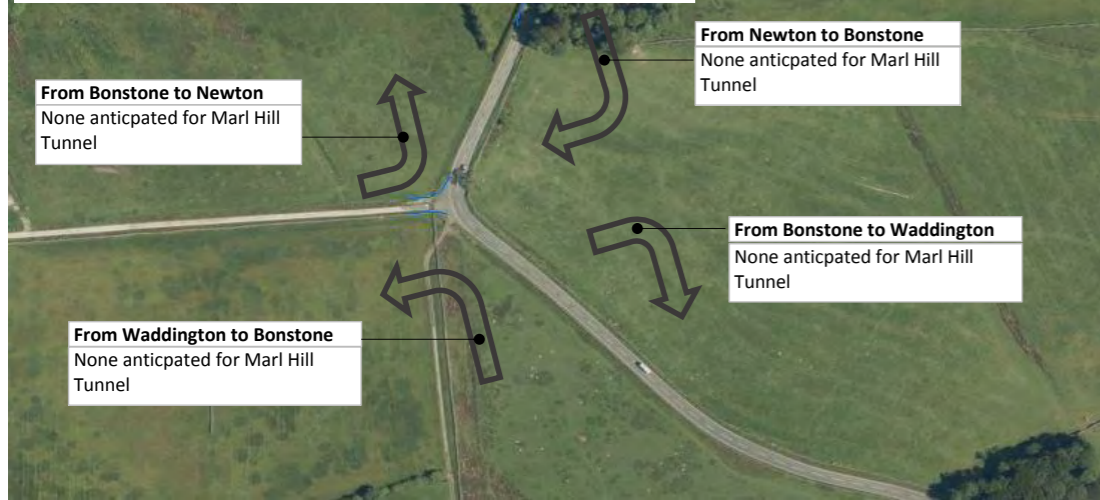 From Newton to Bonstone
None anticpated for Marl Hill
Tunnel
From Bonstone to Newton
None anticpated for Marl Hill
Tunnel
From Bonstone to Waddington
None anticpated for Marl Hill
Tunnel
From Waddington to Bonstone
None anticpated for Marl Hill
Tunnel